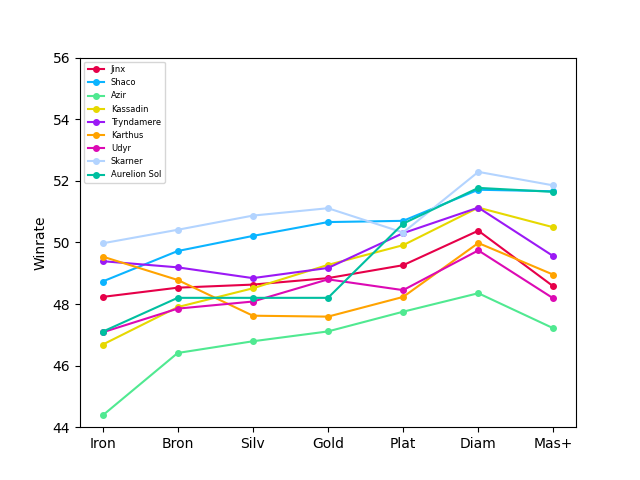 56
54
52
50
48
46
44
Winrate
Jinx
Shaco
Azir
Kassadin
Tryndamere
Karthus
Udyr
Skarner
Aurelion Sol
Iron Bron Silv Gold Plat Diam Mas+